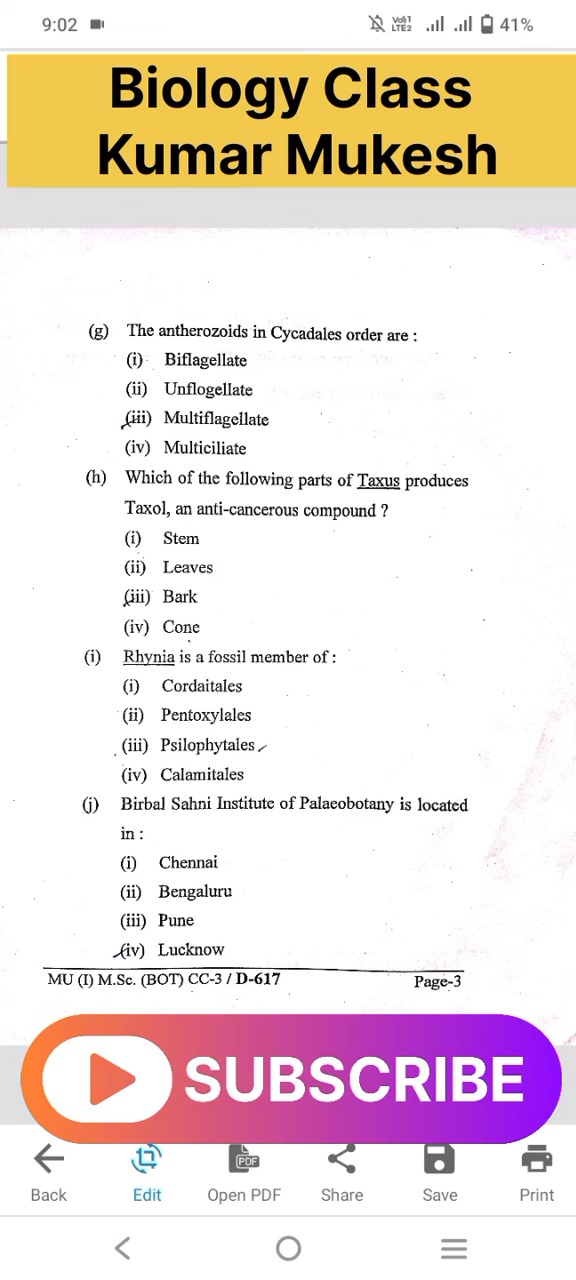 9:02
Vol) 1
LTE2
41%
Biology Class
Kumar Mukesh
(g) The antherozoids in Cycadales order are :
(i) Biflagellate
(ii) Unflogellate
(iii) Multiflagellate
(iv) Multiciliate
(h) Which of the following parts of Taxus produces
Taxol, an anti-cancerous compound ?
(i) Stem
(ii) Leaves
(iii) Bark
(iv) Cone
(i) Rhynia is a fossil member of :
(i) Cordaitales
(ii) Pentoxylales
(iii) Psilophytales
(iv) Calamitales
(j) Birbal Sahni Institute of Palaeobotany is located
in :
(i) Chennai
(ii) Bengaluru
(iii) Pune
(iv) Lucknow
MU (I) M.Sc. (BOT) CC-3 / D-617 Page-3
SUBSCRIBE
PDF
Back Edit Open PDF Share Save Print